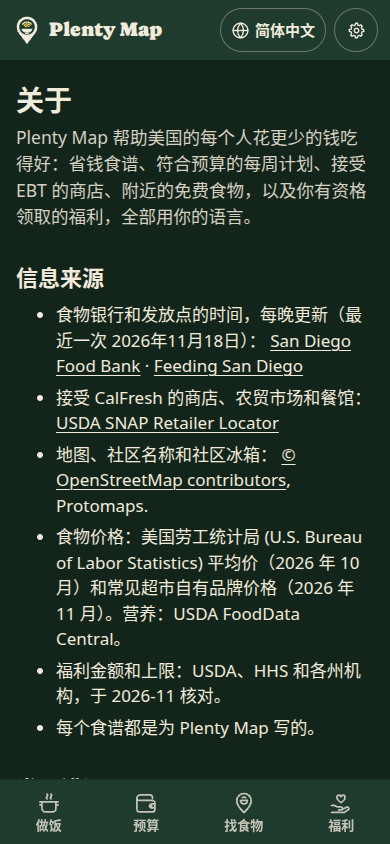 Plenty Map
简体中文
关于
Plenty Map 帮助美国的每个人花更少的钱吃
得好：省钱食谱、符合预算的每周计划、接受
EBT 的商店、附近的免费食物，以及你有资格
领取的福利，全部用你的语言。
信息来源
• 食物银行和发放点的时间，每晚更新（最
近一次 2026年11月18日）： San Diego
Food Bank · Feeding San Diego
• 接受 CalFresh 的商店、农贸市场和餐馆：
USDA SNAP Retailer Locator
• 地图、社区名称和社区冰箱： ©
OpenStreetMap contributors,
Protomaps.
• 食物价格：美国劳工统计局 (U.S. Bureau
of Labor Statistics) 平均价（2026 年 10
月）和常见超市自有品牌价格（2026 年
11 月）。营养：USDA FoodData
Central。
• 福利金额和上限：USDA、HHS 和各州机
构，于 2026-11 核对。
• 每个食谱都是为 Plenty Map 写的。
做饭
预算
找食物
福利